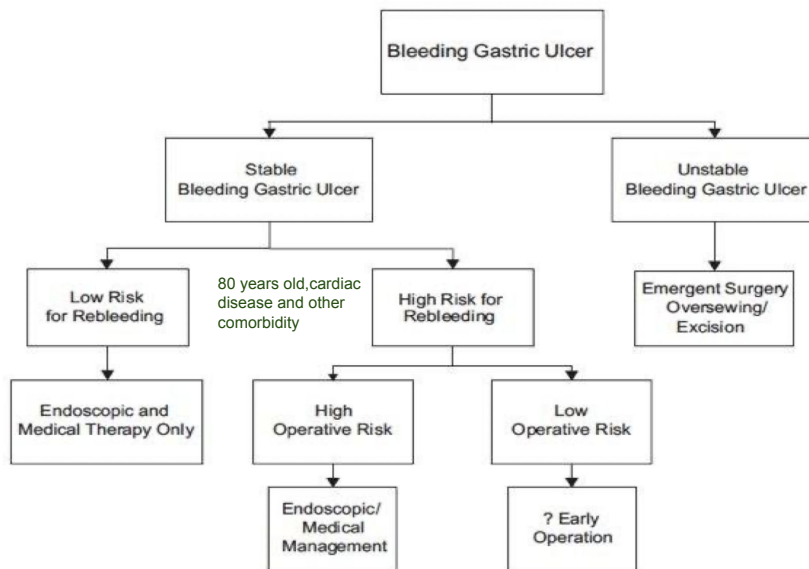 Bleeding Gastric Ulcer
Stable
Bleeding Gastric Ulcer
Unstable
Bleeding Gastric Ulcer
Low Risk
for Rebleeding
80 years old,cardiac
disease and other
comorbidity
High Risk for
Rebleeding
Emergent Surgery
Oversewing/
Excision
Endoscopic and
Medical Therapy Only
High
Operative Risk
Low
Operative Risk
Endoscopic/
Medical
Management
? Early
Operation